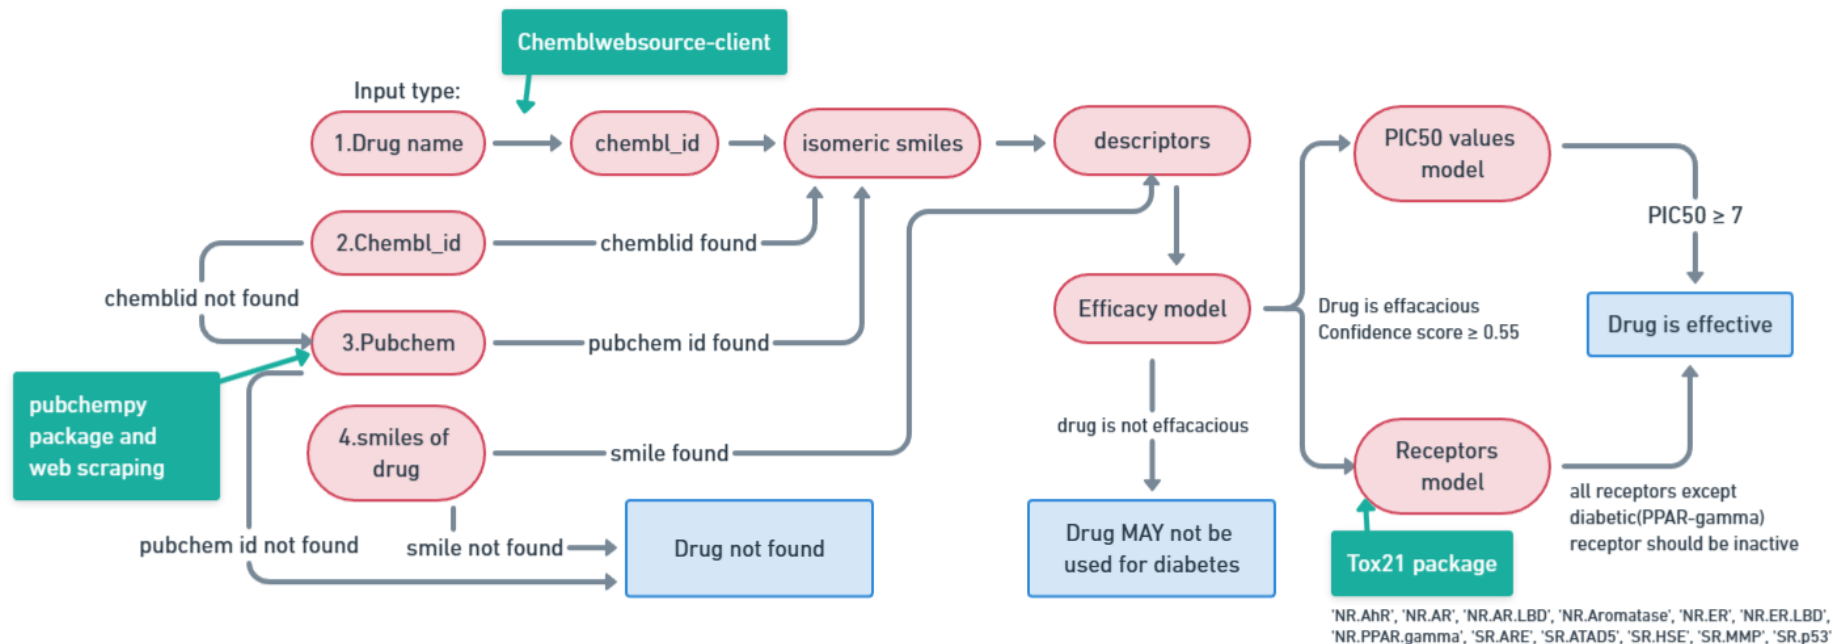 Chemblwebsource-client
Input type:
1.Drug name
chembl_id
isomeric smiles
descriptors
PIC50 values
model
PIC50 ≥ 7
2.Chembl_id
chemblid found
chemblid not found
Efficacy model
Drug is effacacious
Confidence score ≥ 0.55
Drug is effective
3.Pubchem
pubchem id found
pubchempy
package and
web scraping
4.smiles of
drug
smile found
drug is not effacacious
Receptors
model
all receptors except
diabetic(PPAR-gamma)
receptor should be inactive
pubchem id not found
smile not found
Drug not found
Drug MAY not be
used for diabetes
Tox21 package
'NR.AhR', 'NR.AR', 'NR.AR.LBD', 'NR.Aromatase', 'NR.ER', 'NR.ER.LBD',
'NR.PPAR.gamma', 'SR.ARE', 'SR.ATAD5', 'SR.HSE', 'SR.MMP', 'SR.p53'